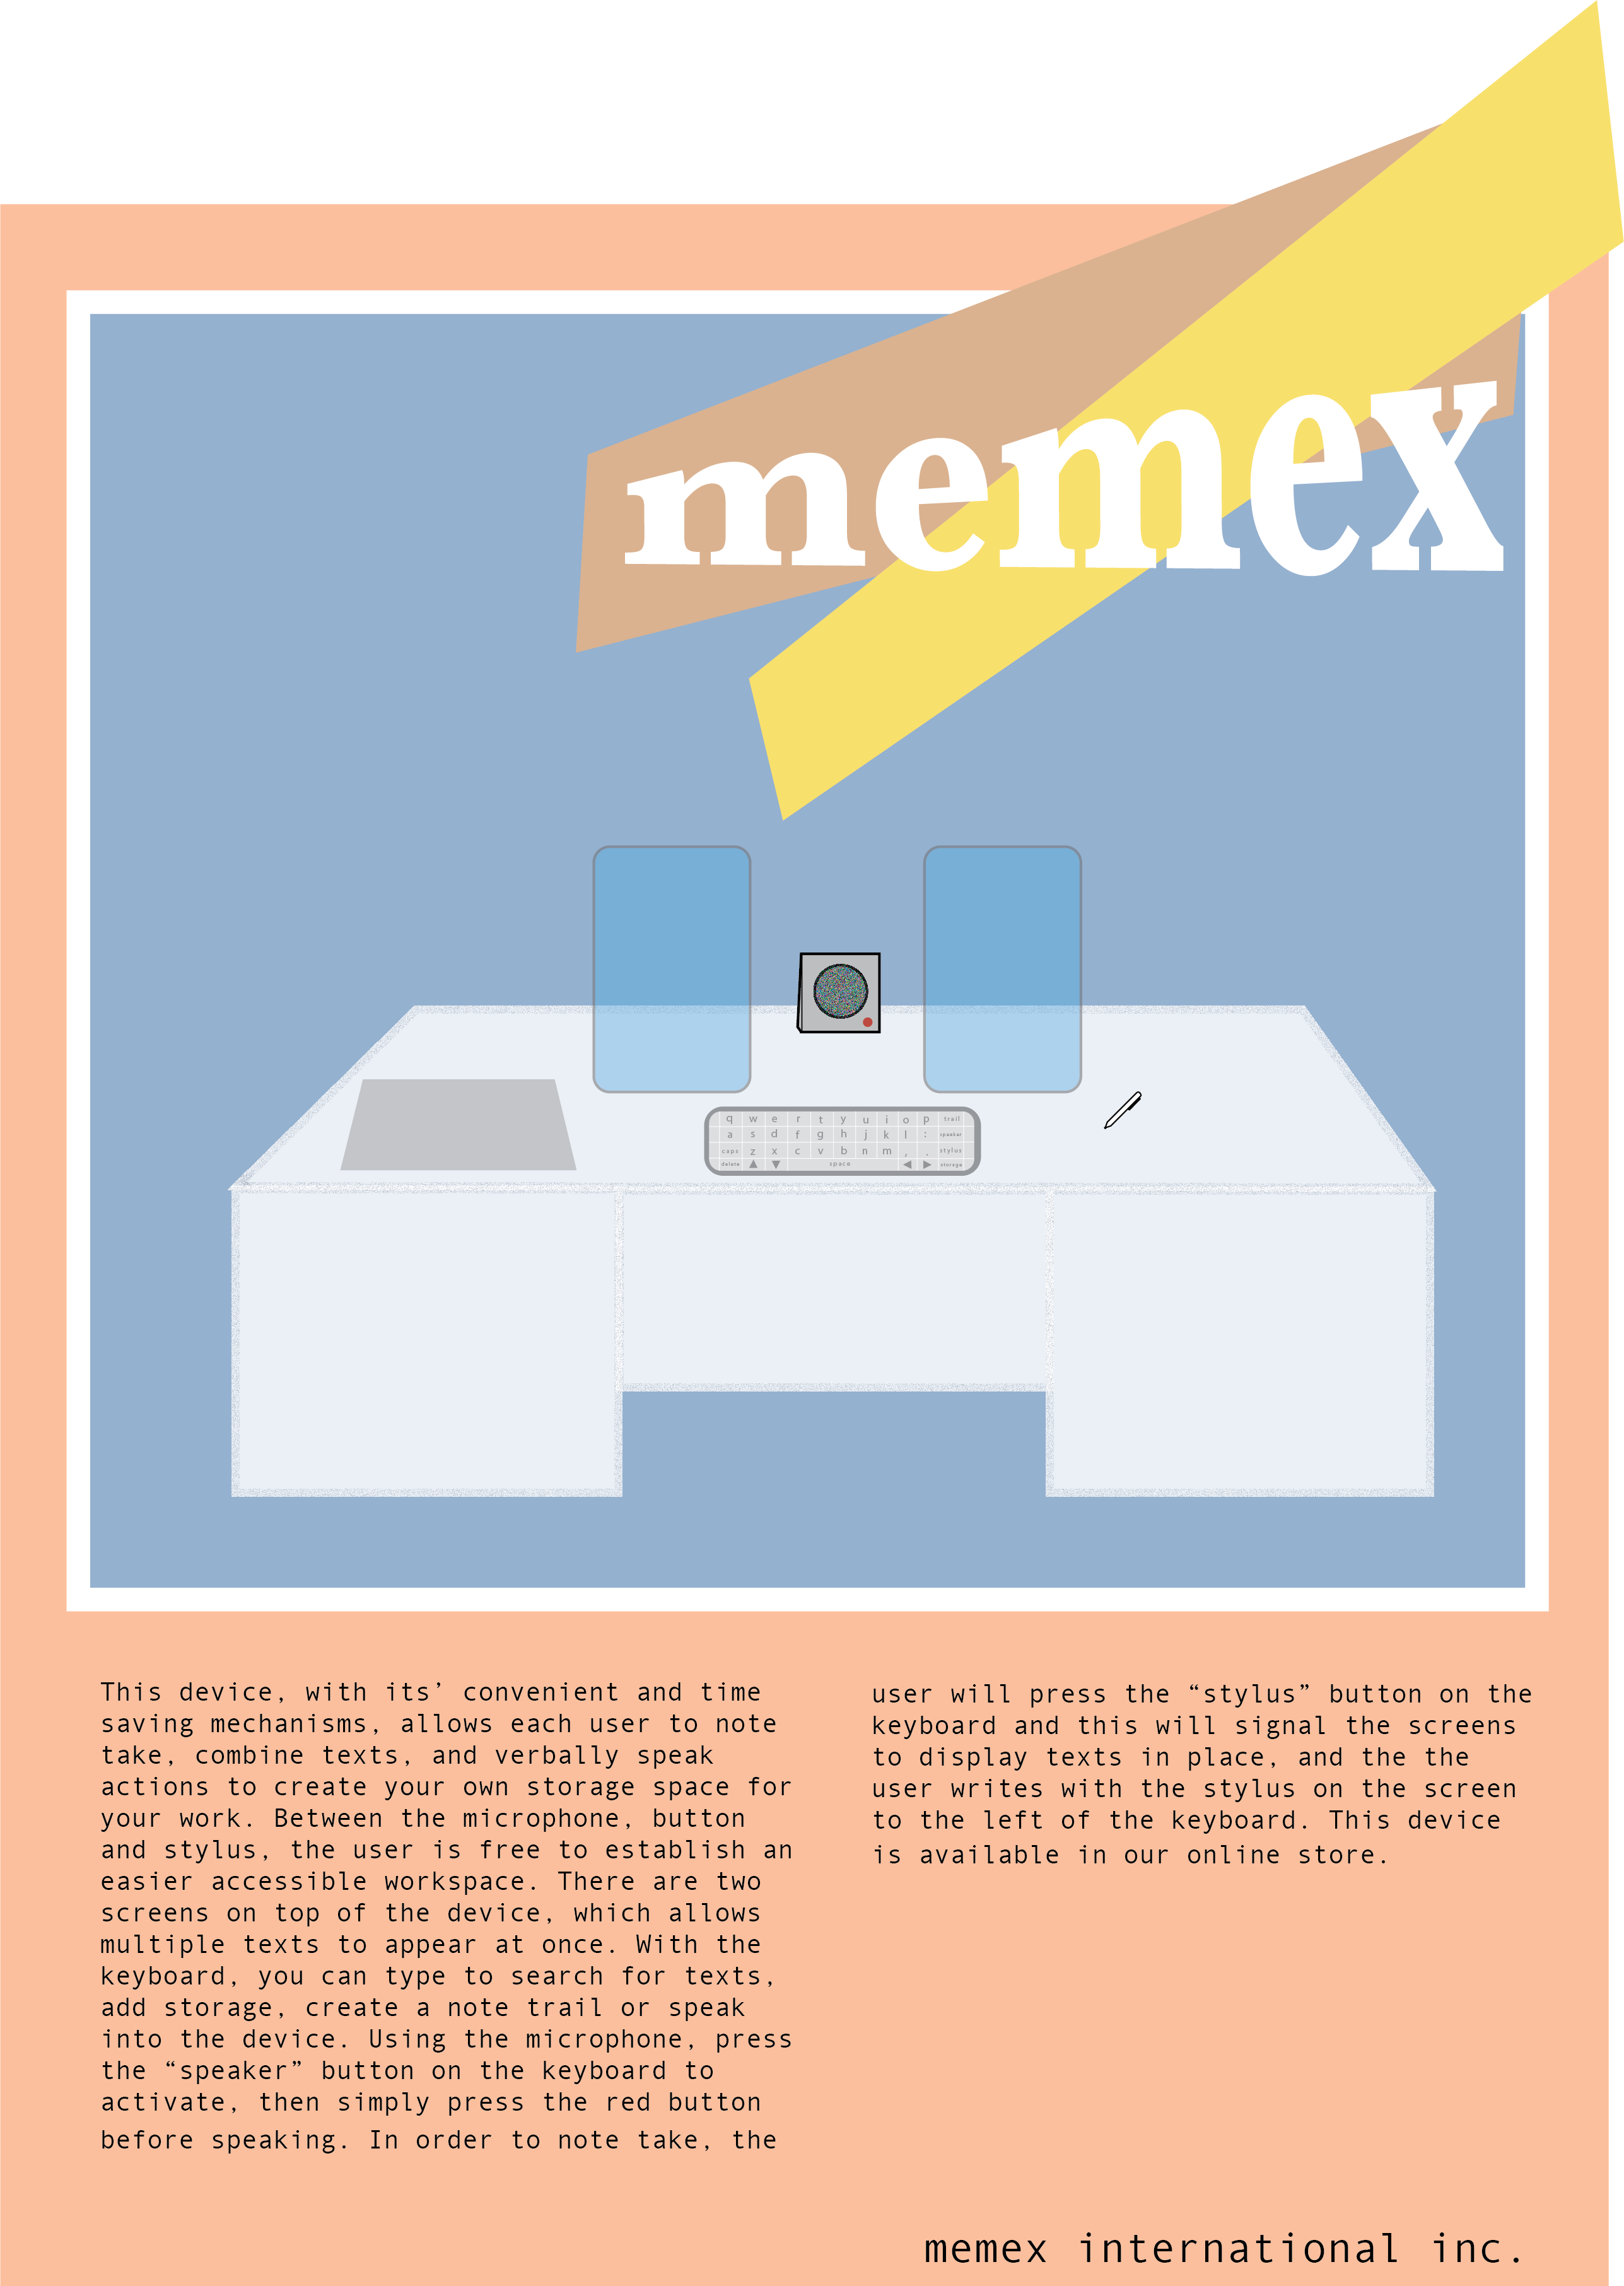 memex
q w e r t y u i o p trail
a s d f g h j k l : speaker
caps z x c v b n m , . stylus
delete ▲ ▼ space ◀ ▶ storage
This device, with its’ convenient and time
saving mechanisms, allows each user to note
take, combine texts, and verbally speak
actions to create your own storage space for
your work. Between the microphone, button
and stylus, the user is free to establish an
easier accessible workspace. There are two
screens on top of the device, which allows
multiple texts to appear at once. With the
keyboard, you can type to search for texts,
add storage, create a note trail or speak
into the device. Using the microphone, press
the “speaker” button on the keyboard to
activate, then simply press the red button
before speaking. In order to note take, the
user will press the “stylus” button on the
keyboard and this will signal the screens
to display texts in place, and the the
user writes with the stylus on the screen
to the left of the keyboard. This device
is available in our online store.
memex international inc.